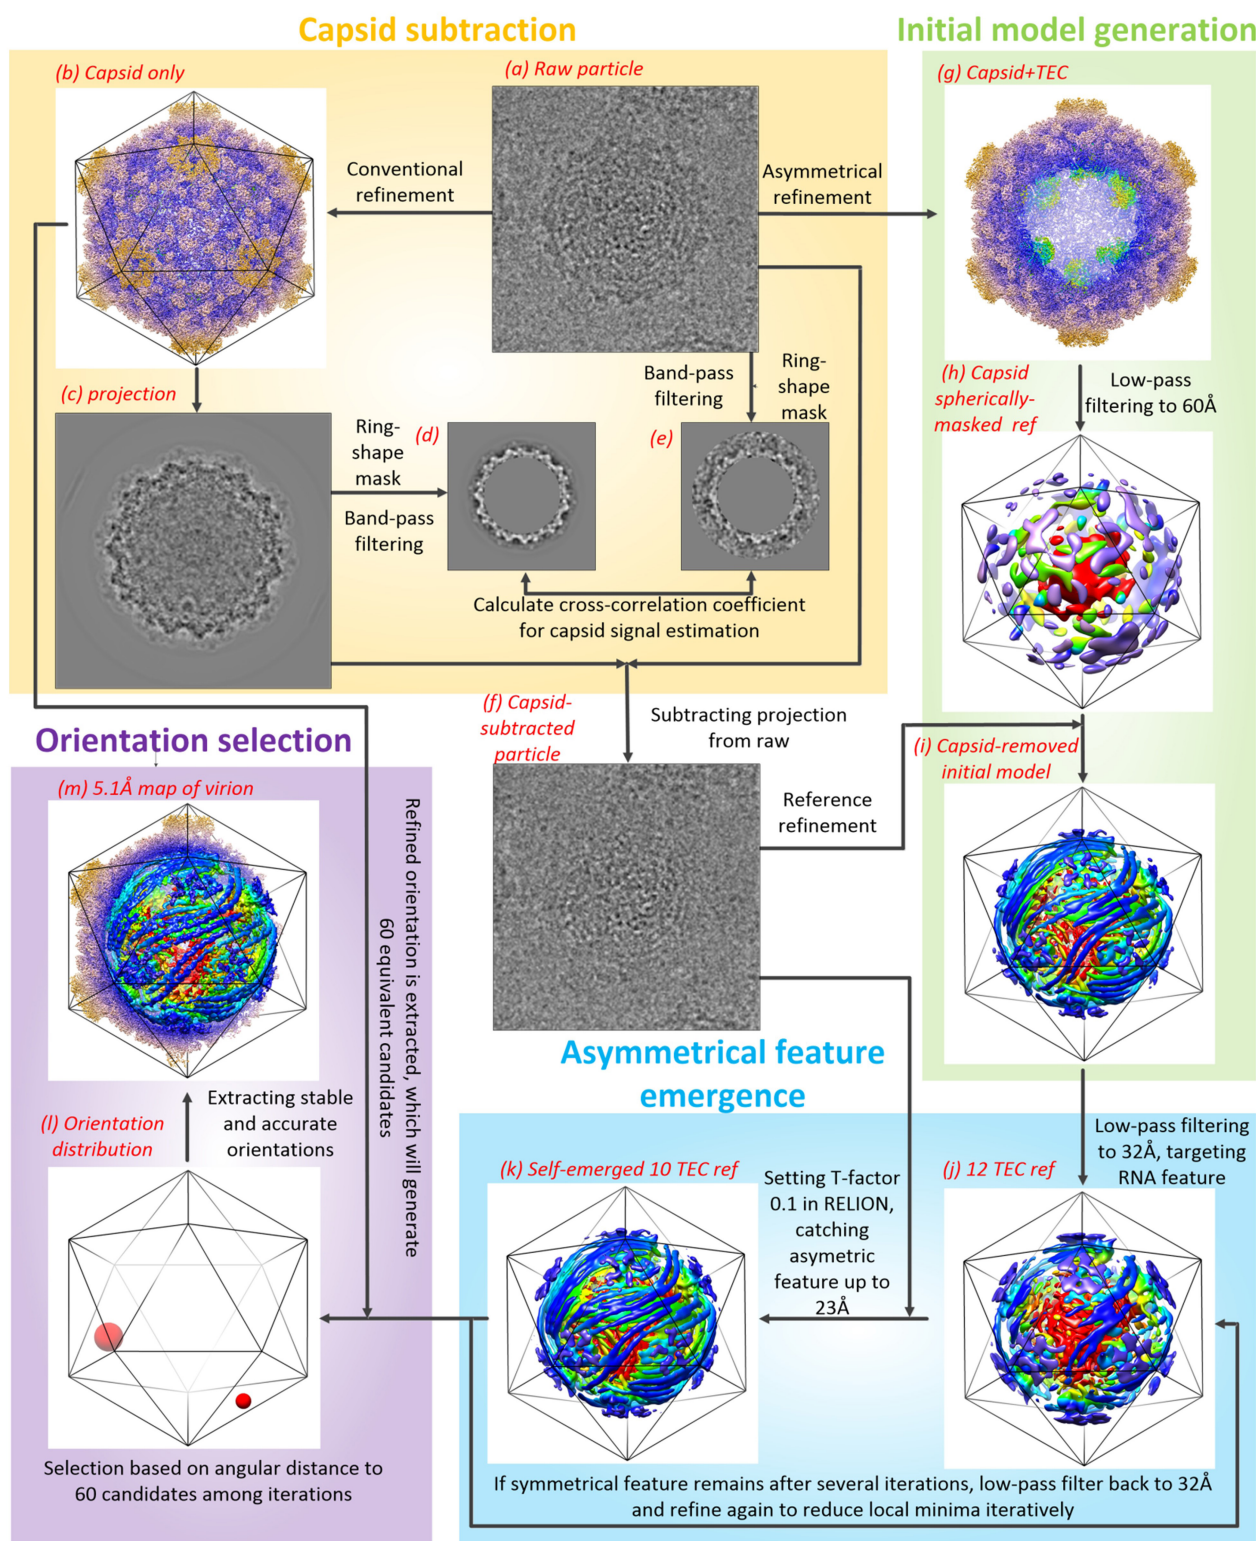 Capsid subtraction
Initial model generation
(b) Capsid only
(a) Raw particle
(g) Capsid+TEC
Conventional
refinement
Asymmetrical
refinement
(c) projection
Band-pass
filtering
Ring-
shape
mask
(h) Capsid
spherically-
masked ref
Low-pass
filtering to 60Å
Ring-
shape
mask
Band-pass
filtering
(d)
(e)
Calculate cross-correlation coefficient
for capsid signal estimation
(f) Capsid-
subtracted
particle
Subtracting projection
from raw
Orientation selection
(i) Capsid-removed
initial model
(m) 5.1Å map of virion
Reference
refinement
Refined orientation is extracted, which will generate
60 equivalent candidates
Asymmetrical feature
emergence
Extracting stable
and accurate
orientations
(l) Orientation
distribution
Low-pass filtering
to 32Å, targeting
RNA feature
(k) Self-emerged 10 TEC ref
Setting T-factor
0.1 in RELION,
catching
asymetric
feature up to
23Å
(j) 12 TEC ref
Selection based on angular distance to
60 candidates among iterations
If symmetrical feature remains after several iterations, low-pass filter back to 32Å
and refine again to reduce local minima iteratively